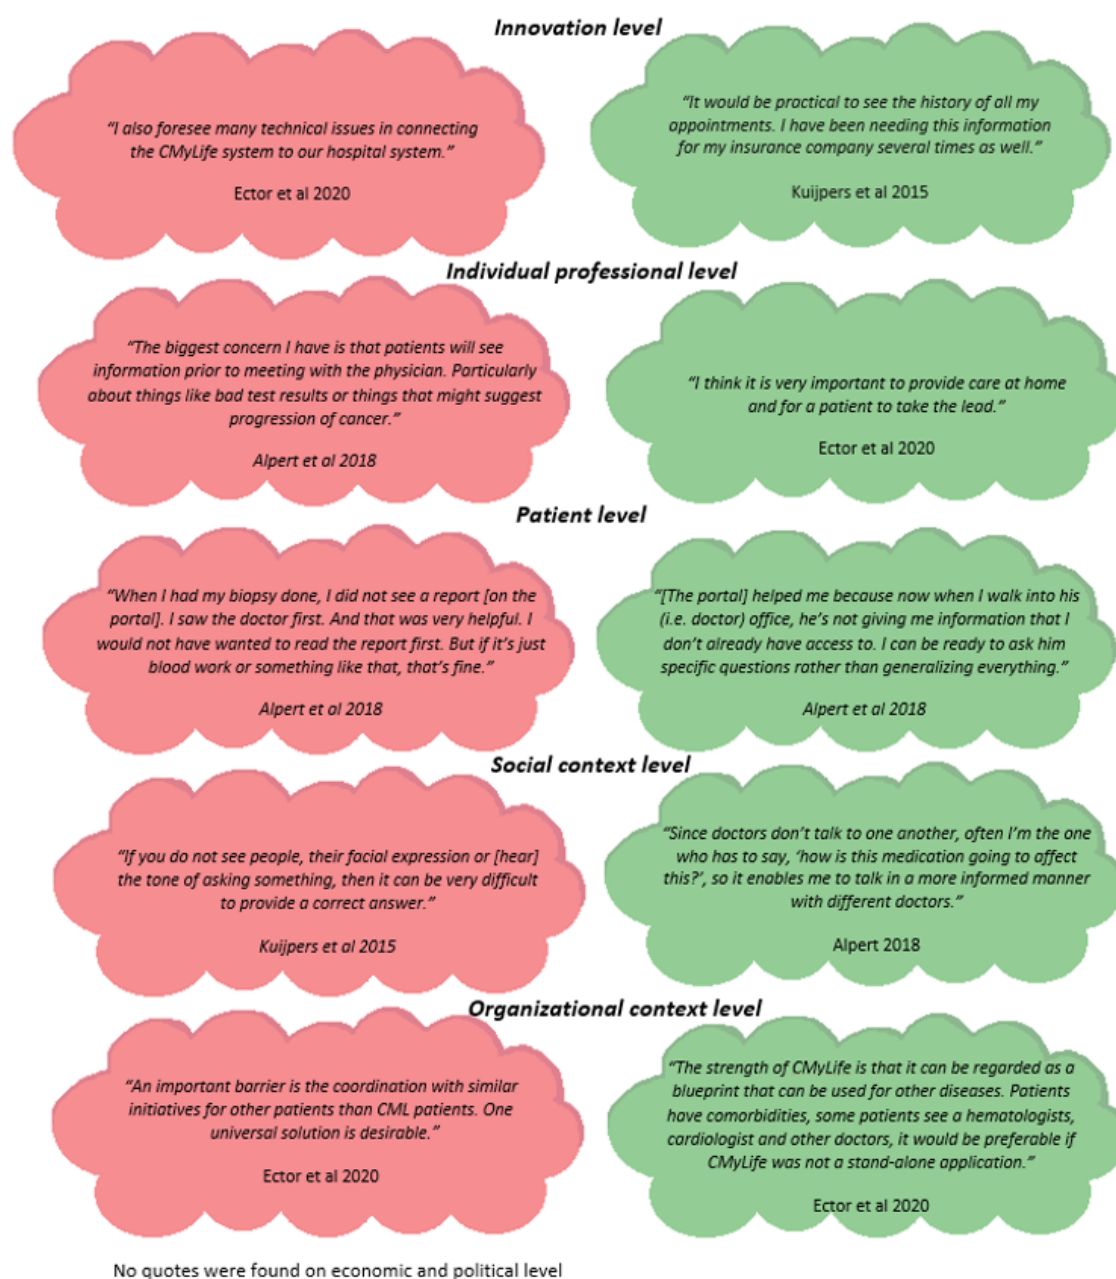 Innovation level
“I also foresee many technical issues in connecting
the CMyLife system to our hospital system.”
Ector et al 2020
“It would be practical to see the history of all my
appointments. I have been needing this information
for my insurance company several times as well.”
Kuijpers et al 2015
Individual professional level
“The biggest concern I have is that patients will see
information prior to meeting with the physician. Particularly
about things like bad test results or things that might suggest
progression of cancer.”
Alpert et al 2018
“I think it is very important to provide care at home
and for a patient to take the lead.”
Ector et al 2020
Patient level
“When I had my biopsy done, I did not see a report [on the
portal]. I saw the doctor first. And that was very helpful. I
would not have wanted to read the report first. But if it’s just
blood work or something like that, that’s fine.”
Alpert et al 2018
“[The portal] helped me because now when I walk into his
(i.e. doctor) office, he’s not giving me information that I
don’t already have access to. I can be ready to ask him
specific questions rather than generalizing everything.”
Alpert et al 2018
Social context level
“If you do not see people, their facial expression or [hear]
the tone of asking something, then it can be very difficult
to provide a correct answer.”
Kuijpers et al 2015
“Since doctors don’t talk to one another, often I’m the one
who has to say, ‘how is this medication going to affect
this?’, so it enables me to talk in a more informed manner
with different doctors.”
Alpert 2018
Organizational context level
“An important barrier is the coordination with similar
initiatives for other patients than CML patients. One
universal solution is desirable.”
Ector et al 2020
“The strength of CMyLife is that it can be regarded as a
blueprint that can be used for other diseases. Patients
have comorbidities, some patients see a hematologists,
cardiologist and other doctors, it would be preferable if
CMyLife was not a stand-alone application.”
Ector et al 2020
No quotes were found on economic and political level